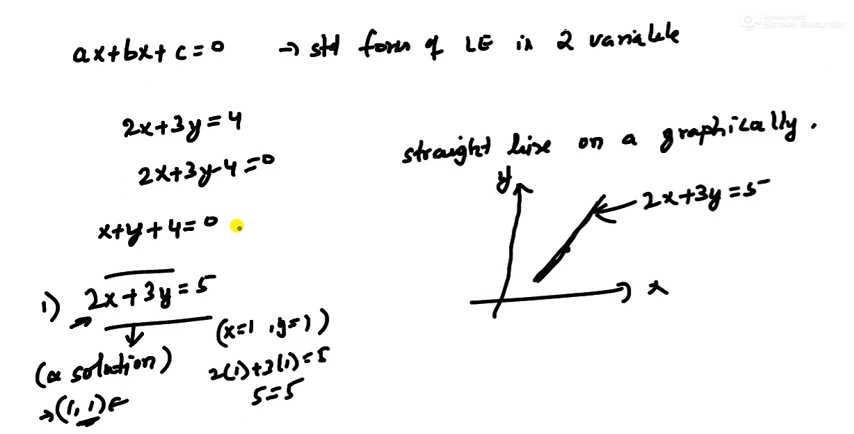 ax+bx+c=0 → std form of LE in 2 variable
2x+3y=4
2x+3y-4=0
x+y+4=0
straight line on a graphically.
y
2x+3y=5
x
1) 2x+3y=5
(x=1, y=1)
(∝ solution)
2(1)+3(1)=5
→(1,1)←
5=5
Screen Recorder